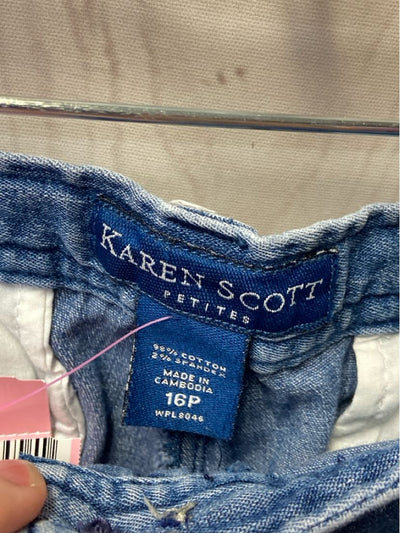 KAREN SCOTT
PETITES
98% COTTON
2% SPANDEX
MADE IN
CAMBODIA
16P
WPL8046